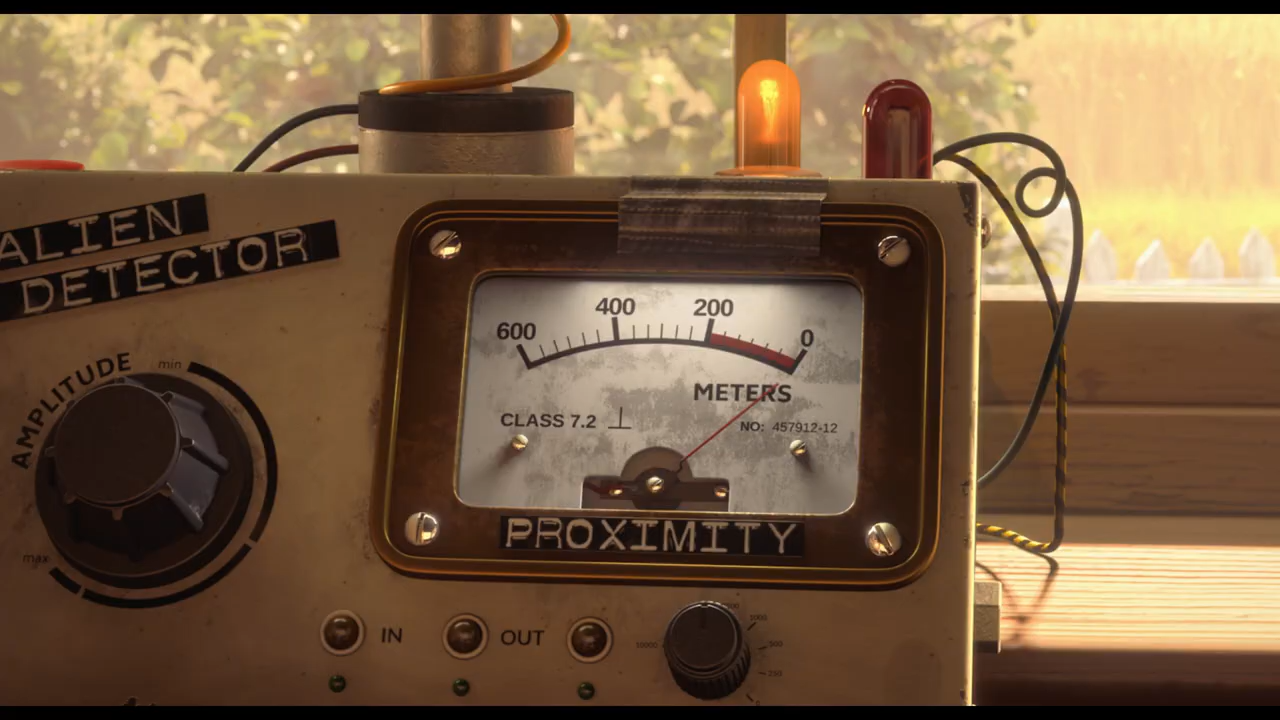 ALIEN
DETECTOR
AMPLITUDE
min
max
600
400
200
0
METERS
CLASS 7.2
NO: 457912-12
PROXIMITY
IN
OUT
1000
500
250
10000